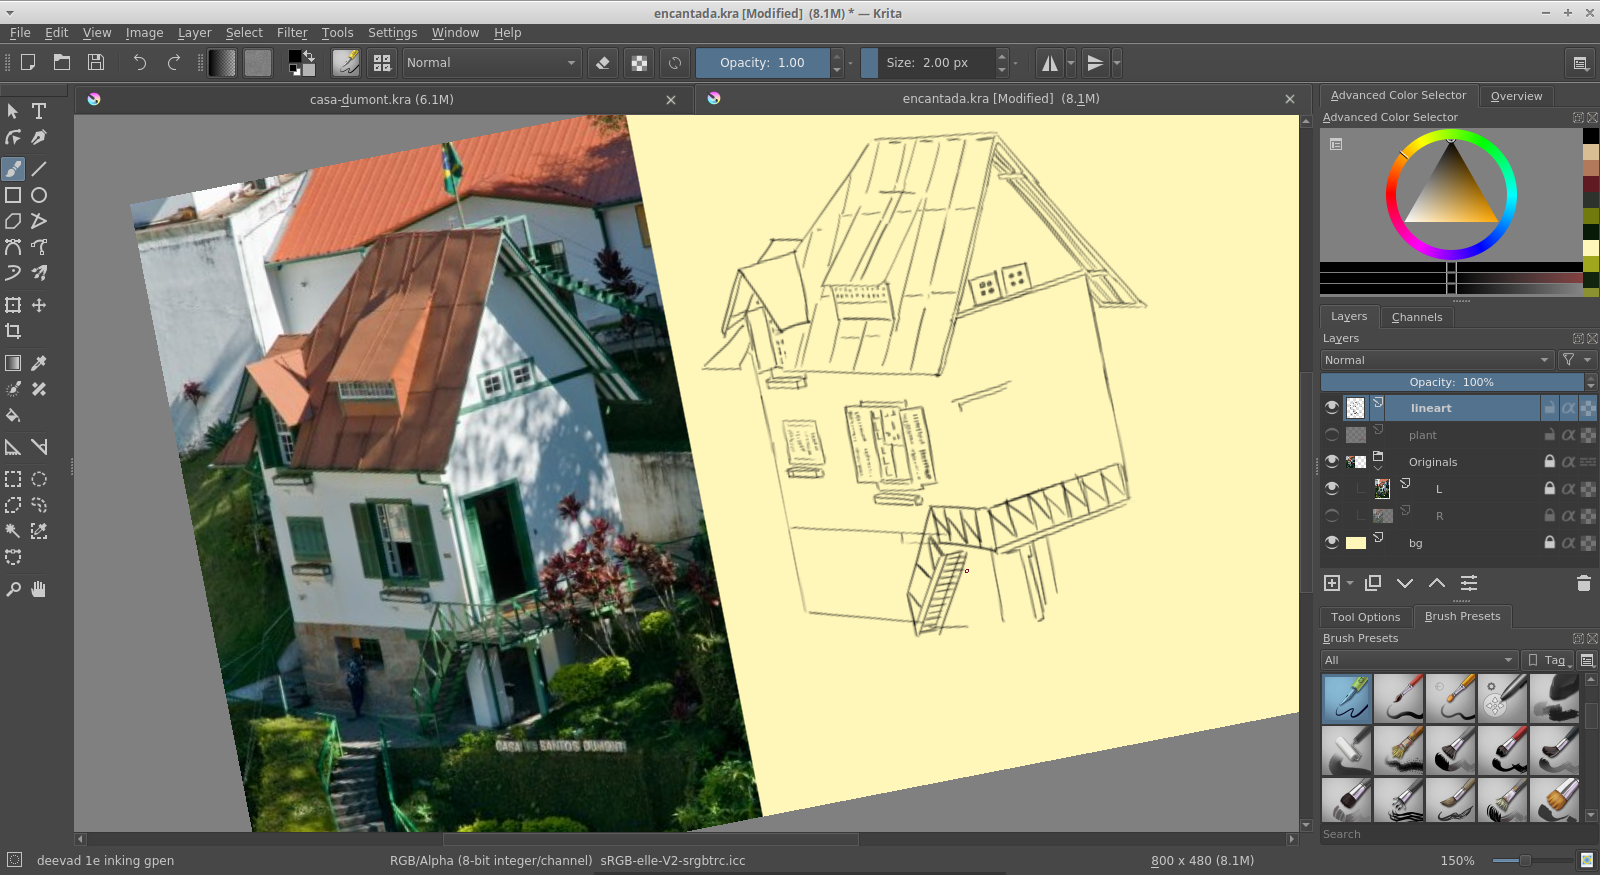 encantada.kra [Modified]  (8.1M) * — Krita
File Edit View Image Layer Select Filter Tools Settings Window Help
Normal Opacity: 1.00 Size: 2.00 px
casa-dumont.kra (6.1M) encantada.kra [Modified]  (8.1M)
Advanced Color Selector Overview
Advanced Color Selector
Layers Channels
Layers
Normal
Opacity: 100%
lineart
plant
Originals
L
R
bg
Tool Options Brush Presets
Brush Presets
All Tag
Search
CASA DE SANTOS DUMONT
deevad 1e inking gpen RGB/Alpha (8-bit integer/channel)  sRGB-elle-V2-srgbtrc.icc 800 x 480 (8.1M) 150%